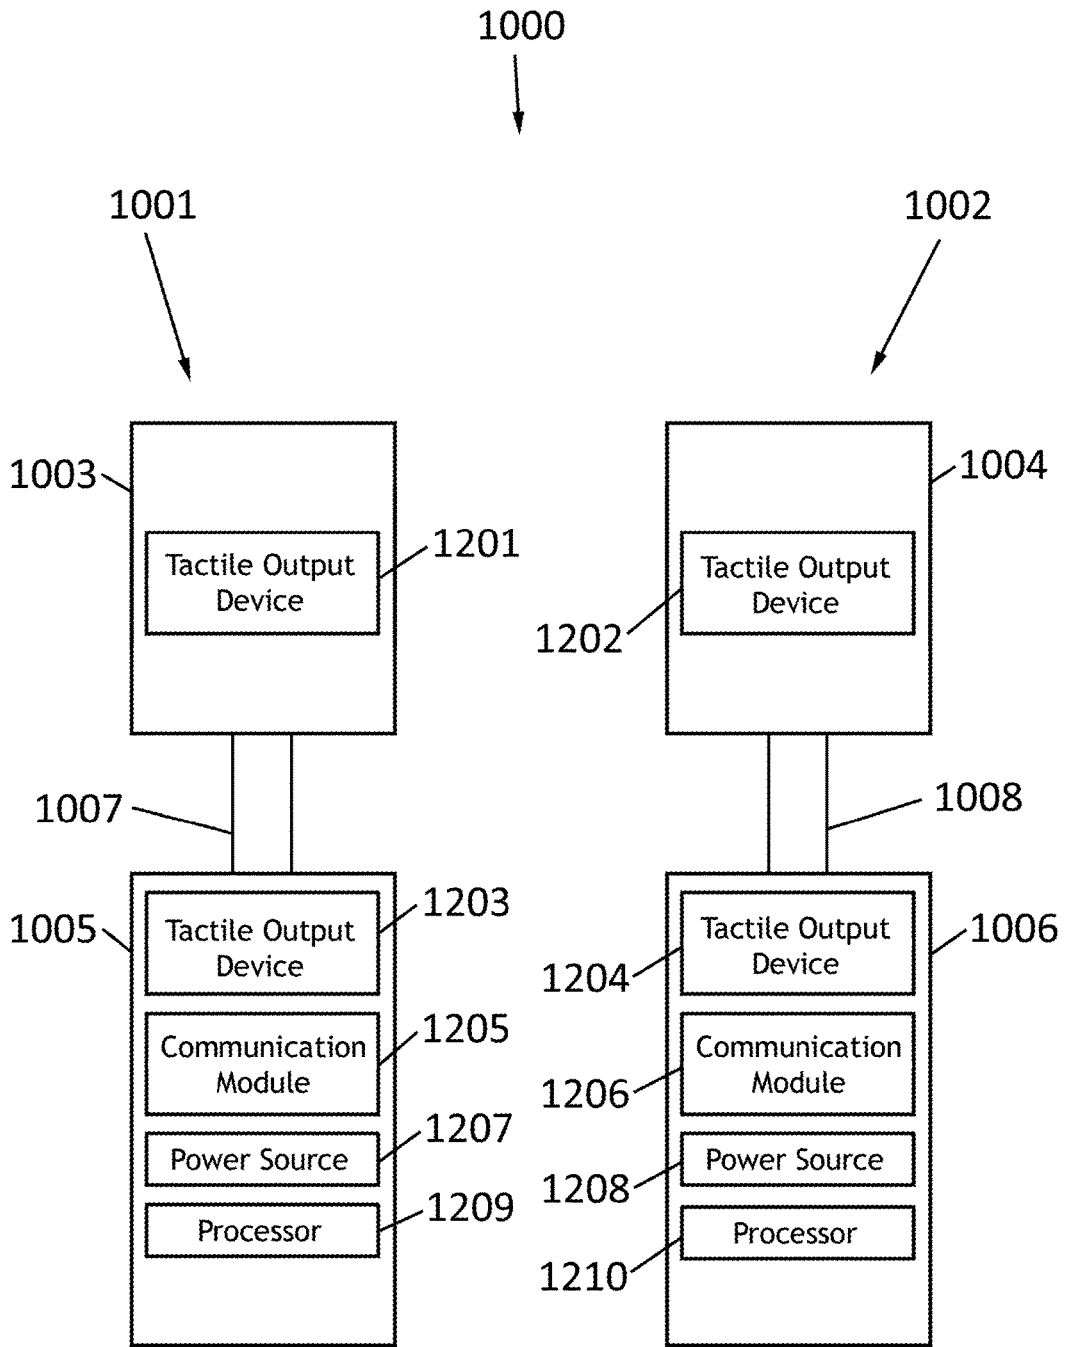 1000
1001
1002
1003
1004
Tactile Output
Device
1201
Tactile Output
Device
1202
1007
1008
1005
Tactile Output
Device
1203
Communication
Module
1205
Power Source
1207
Processor
1209
1006
Tactile Output
Device
1204
Communication
Module
1206
Power Source
1208
Processor
1210